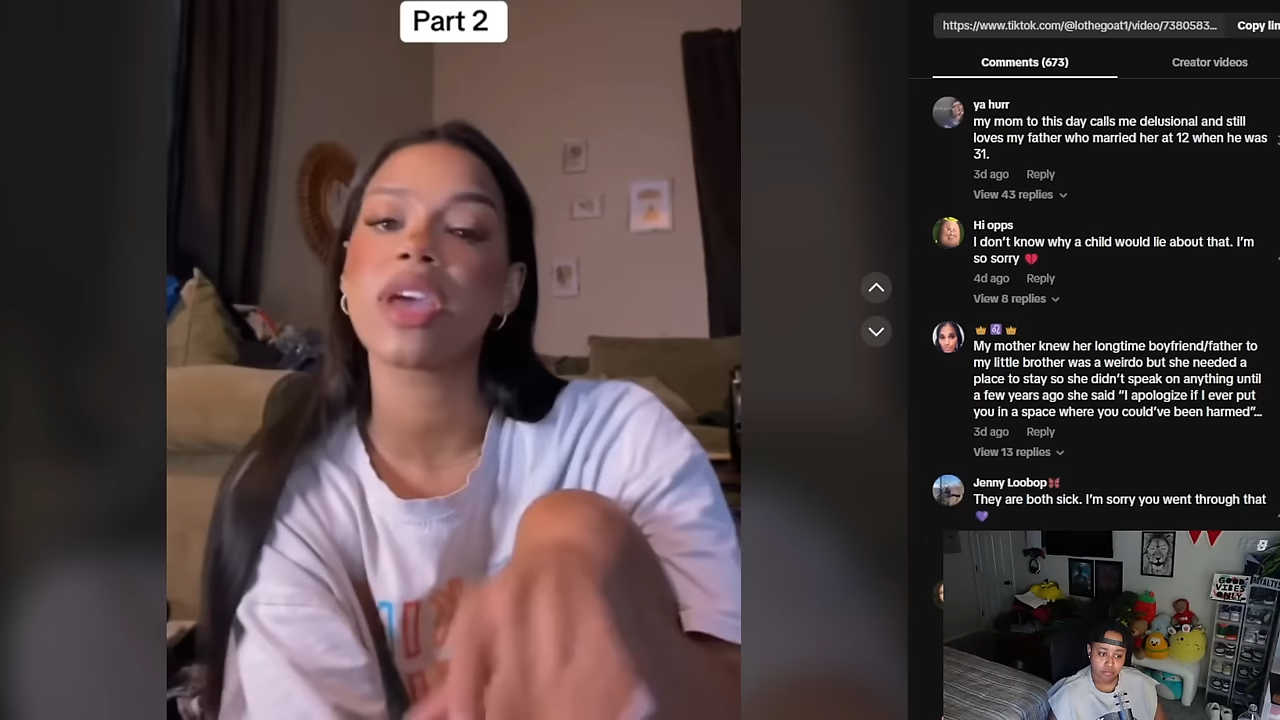 Part 2
https://www.tiktok.com/@lothegoat1/video/7395583...
Copy lin
Comments (673)
Creator videos
ya hurr
my mom to this day calls me delusional and still
loves my father who married her at 12 when he was
31.
3d ago Reply
View 43 replies
Hi opps
I don't know why a child would lie about that. I'm
so sorry 💔
4d ago Reply
View 8 replies
👑 ♌ 👑
My mother knew her longtime boyfriend/father to
my little brother was a weirdo but she needed a
place to stay so she didn't speak on anything until
a few years ago she said "I apologize if I ever put
you in a space where you could've been harmed"...
3d ago Reply
View 13 replies
Jenny Loobop🎀
They are both sick. I'm sorry you went through that
💜
GOOD
VIBES
ONLY